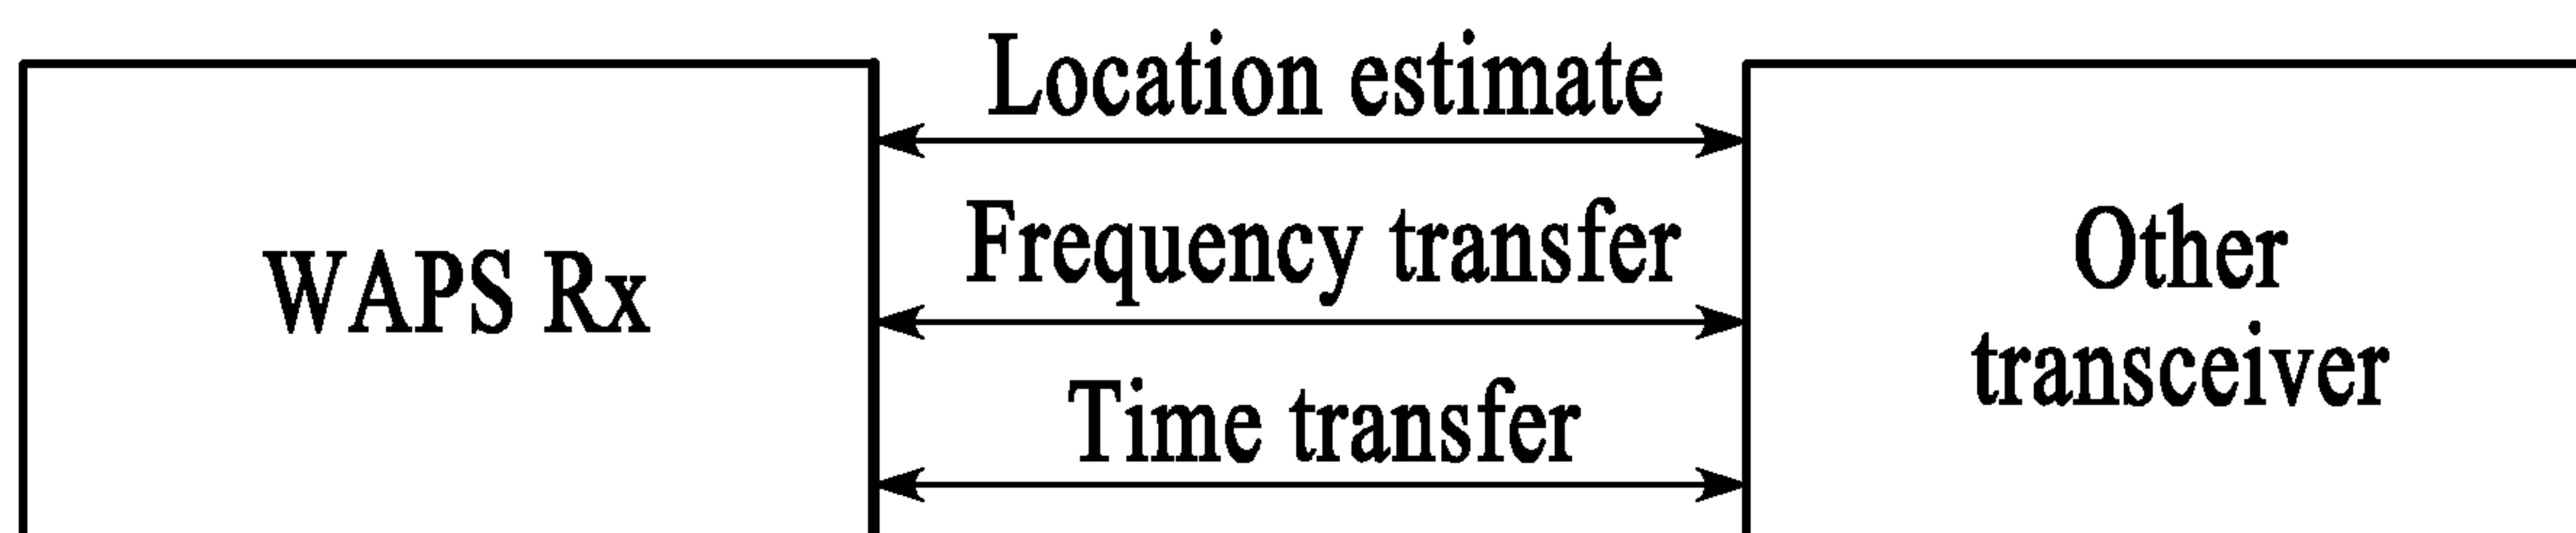 WAPS Rx
Location estimate
Frequency transfer
Time transfer
Other
transceiver